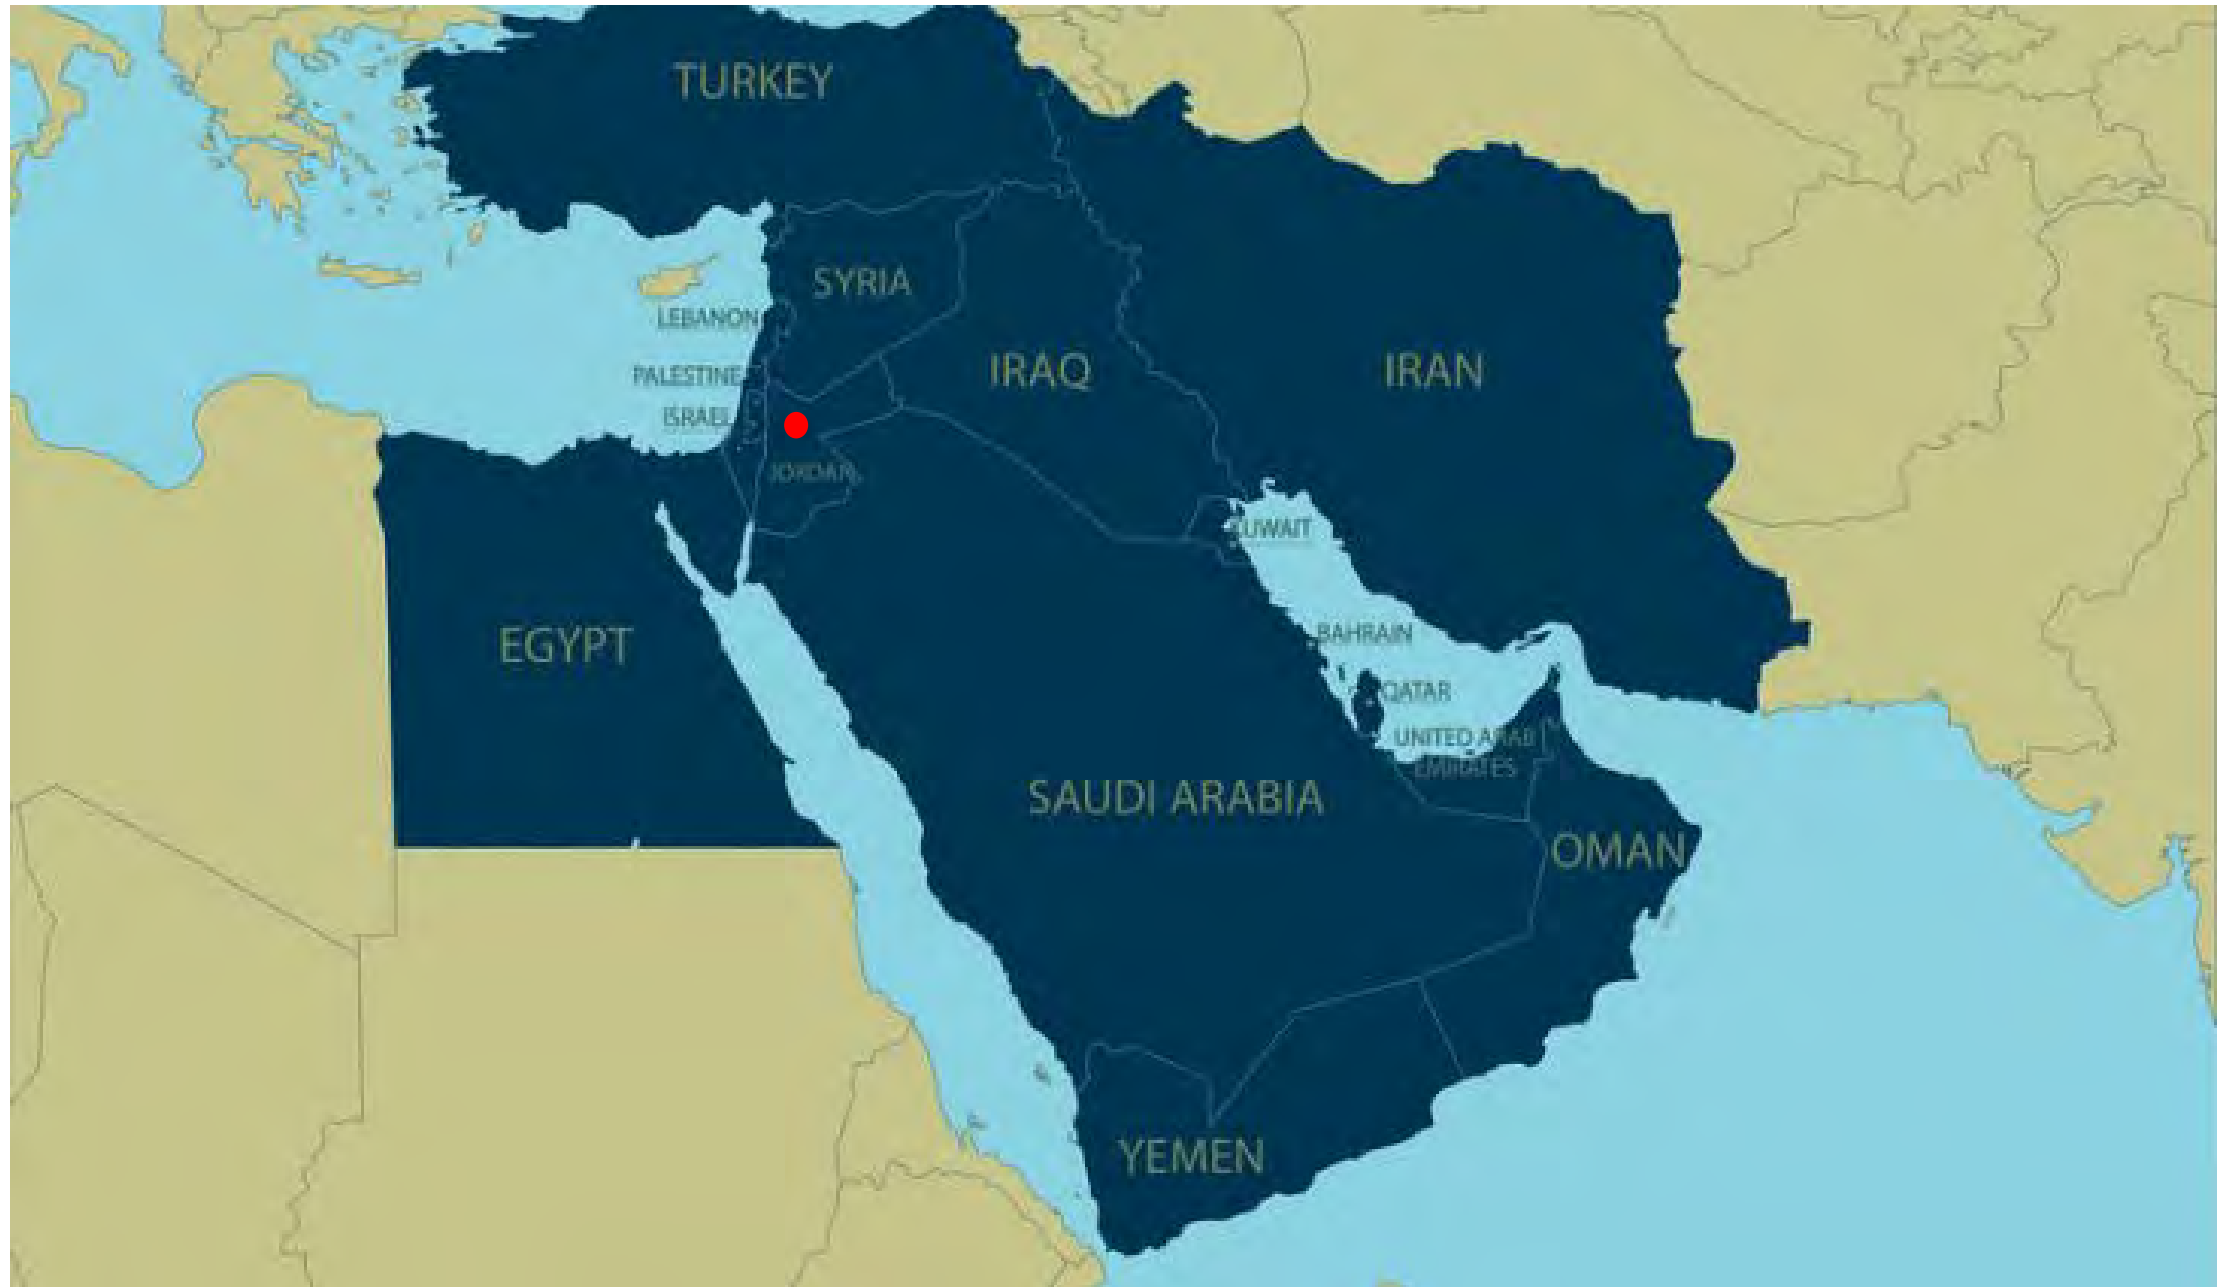 TURKEY
SYRIA
LEBANON
IRAQ
IRAN
PALESTINE
ISRAEL
JORDAN
KUWAIT
EGYPT
BAHRAIN
QATAR
UNITED ARAB
EMIRATES
SAUDI ARABIA
OMAN
YEMEN